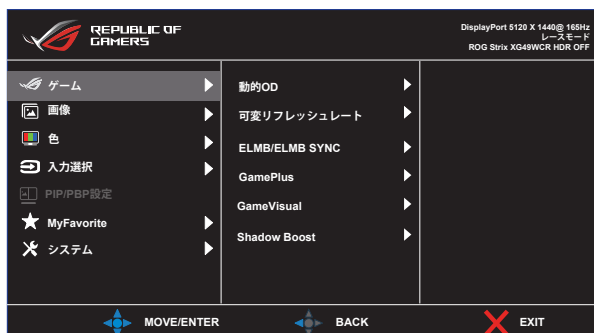 REPUBLIC OF
GAMERS
DisplayPort 5120 X 1440@ 165Hz
レースモード
ROG Strix XG49WCR HDR OFF
ゲーム
画像
色
入力選択
PIP/PBP設定
MyFavorite
システム
動的OD
可変リフレッシュレート
ELMB/ELMB SYNC
GamePlus
GameVisual
Shadow Boost
MOVE/ENTER
BACK
EXIT